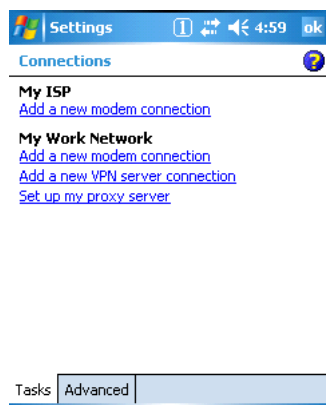 Settings 4:59 ok
Connections ?
My ISP
Add a new modem connection
My Work Network
Add a new modem connection
Add a new VPN server connection
Set up my proxy server
Tasks Advanced